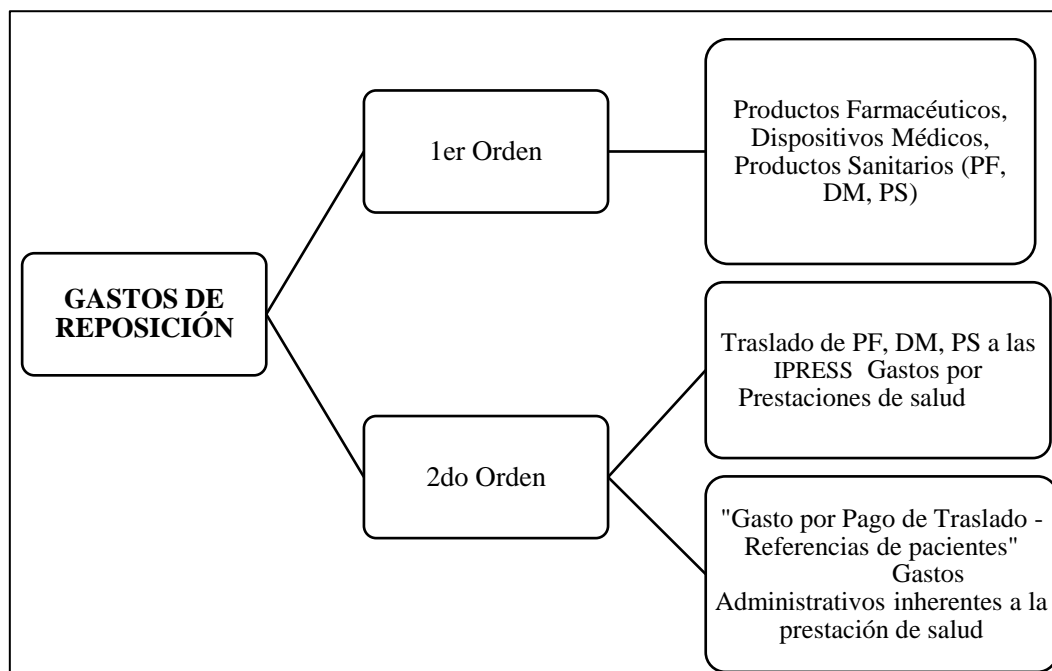 GASTOS DE
REPOSICIÓN
1er Orden
Productos Farmacéuticos,
Dispositivos Médicos,
Productos Sanitarios (PF,
DM, PS)
2do Orden
Traslado de PF, DM, PS a las
IPRESS Gastos por
Prestaciones de salud
"Gasto por Pago de Traslado -
Referencias de pacientes"
Gastos
Administrativos inherentes a la
prestación de salud